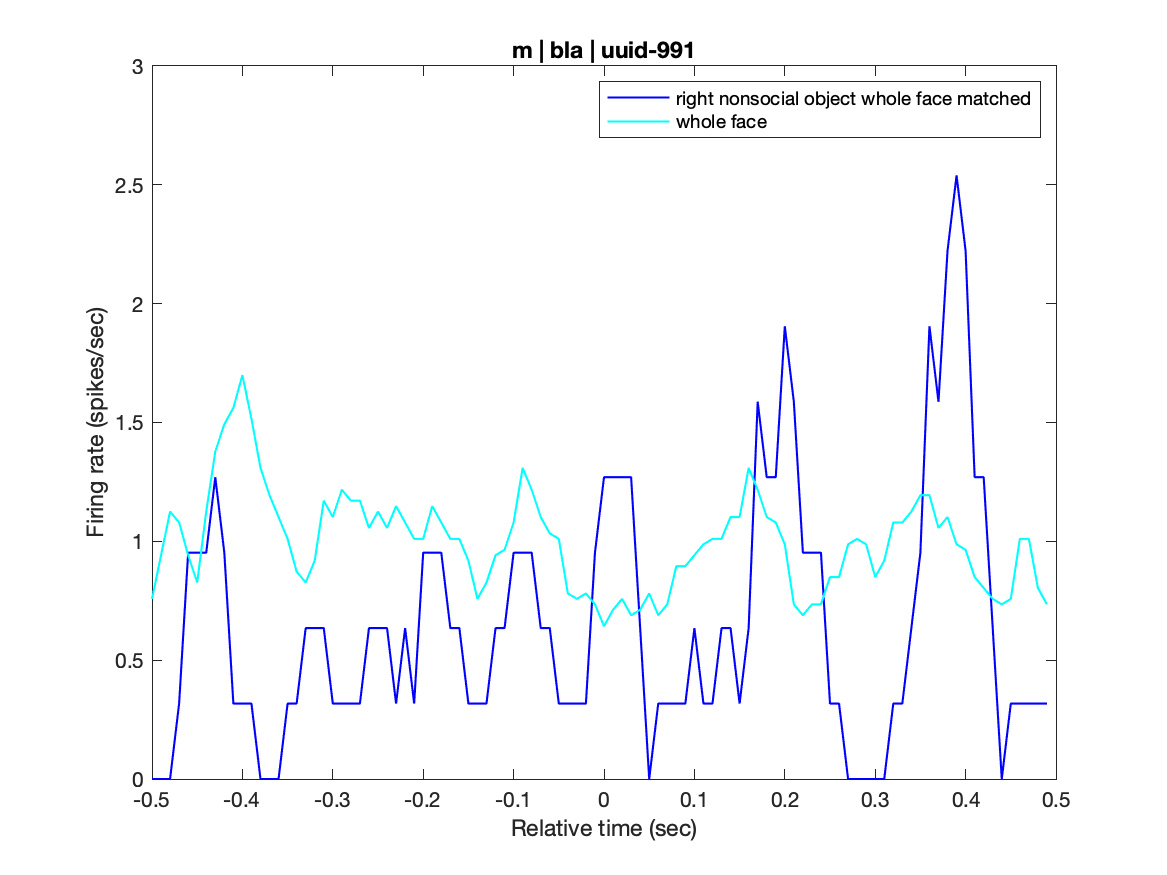 m | bla | uuid-991
right nonsocial object whole face matched
whole face
3
2.5
2
1.5
1
0.5
0
Firing rate (spikes/sec)
-0.5 -0.4 -0.3 -0.2 -0.1 0 0.1 0.2 0.3 0.4 0.5
Relative time (sec)